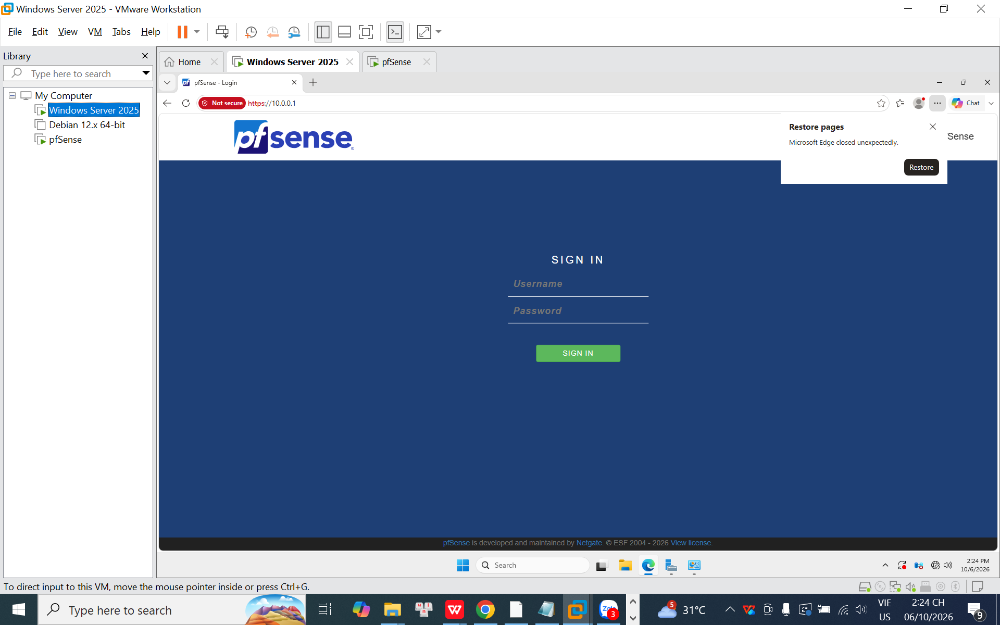 Windows Server 2025 - VMware Workstation
File Edit View VM Tabs Help
Library
Type here to search
My Computer
Windows Server 2025
Debian 12.x 64-bit
pfSense
Home
Windows Server 2025
pfSense
pf pfSense - Login
Not secure https://10.0.0.1
Chat
pfsense
Sense
Restore pages
Microsoft Edge closed unexpectedly.
Restore
SIGN IN
Username
Password
SIGN IN
pfSense is developed and maintained by Netgate. © ESF 2004 - 2026 View license.
Search
2:24 PM
10/6/2026
To direct input to this VM, move the mouse pointer inside or press Ctrl+G.
Type here to search
W
Zalo
3
5
31°C
VIE
US
2:24 CH
06/10/2026
9